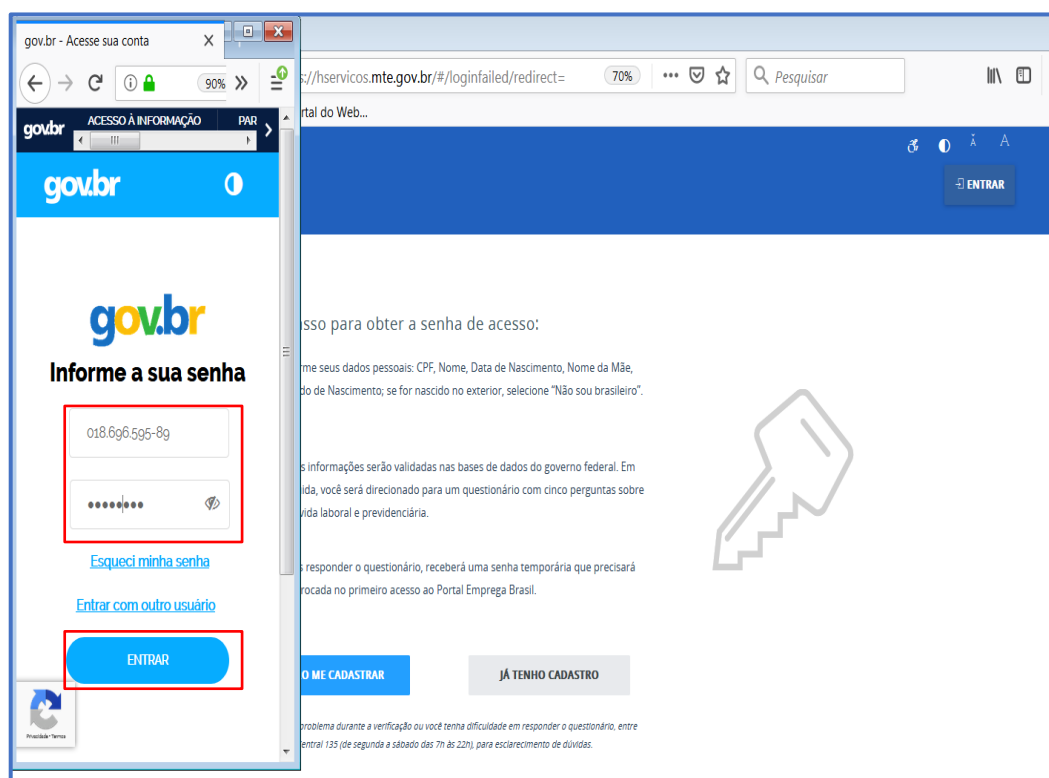 gov.br - Acesse sua conta
90%
gov.br
ACESSO À INFORMAÇÃO
PAR
gov.br
gov.br
Informe a sua senha
018.696.595-89
Esqueci minha senha
Entrar com outro usuário
ENTRAR
Privacidade • Termos
s://hservicos.mte.gov.br/#/loginfailed/redirect=
70%
Pesquisar
rtal do Web...
A
A
ENTRAR
sso para obter a senha de acesso:
rme seus dados pessoais: CPF, Nome, Data de Nascimento, Nome da Mãe,
do de Nascimento; se for nascido no exterior, selecione “Não sou brasileiro”.
s informações serão validadas nas bases de dados do governo federal. Em
ida, você será direcionado para um questionário com cinco perguntas sobre
vida laboral e previdenciária.
s responder o questionário, receberá uma senha temporária que precisará
rocada no primeiro acesso ao Portal Emprega Brasil.
O ME CADASTRAR
JÁ TENHO CADASTRO
problema durante a verificação ou você tenha dificuldade em responder o questionário, entre
entral 135 (de segunda a sábado das 7h às 22h), para esclarecimento de dúvidas.